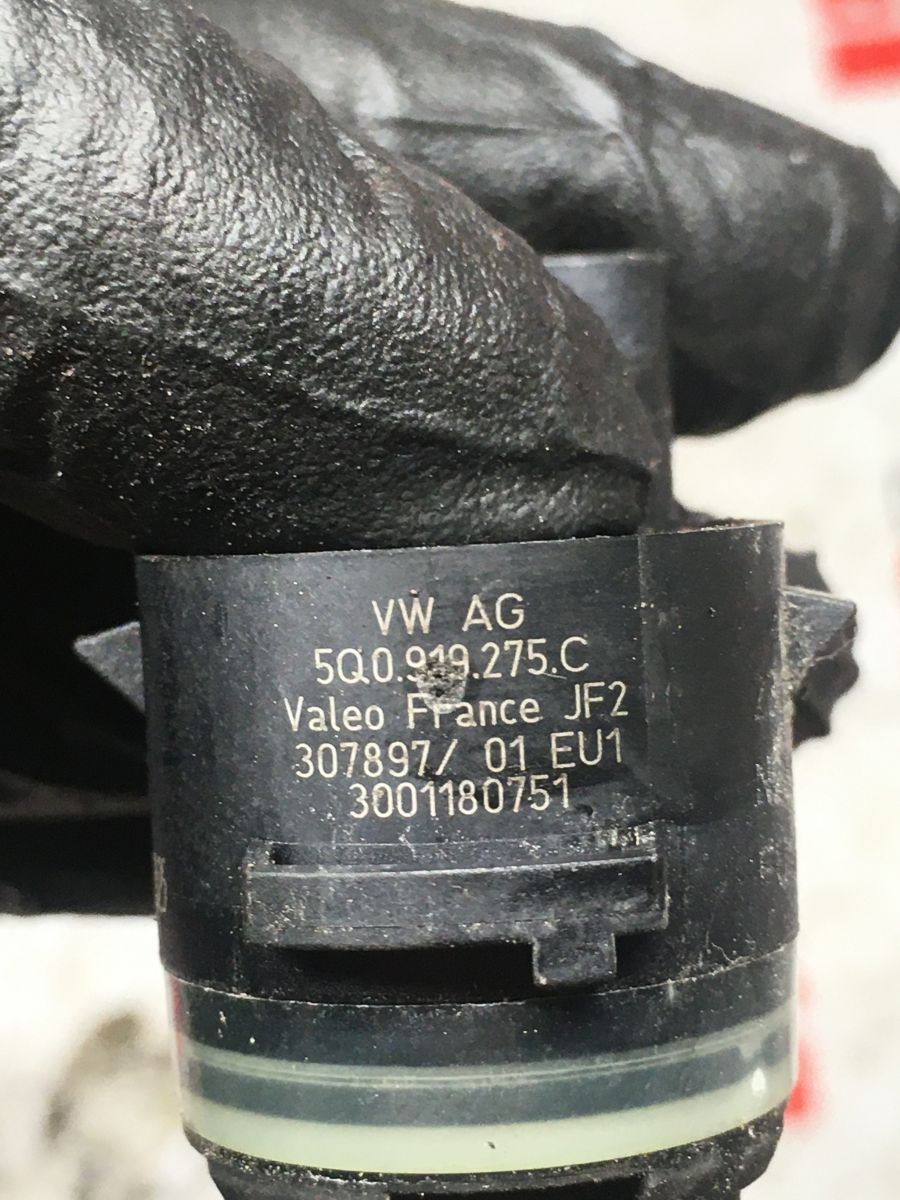 VW AG
5Q0.919.275.C
Valeo France JF2
307897/ 01 EU1
3001180751